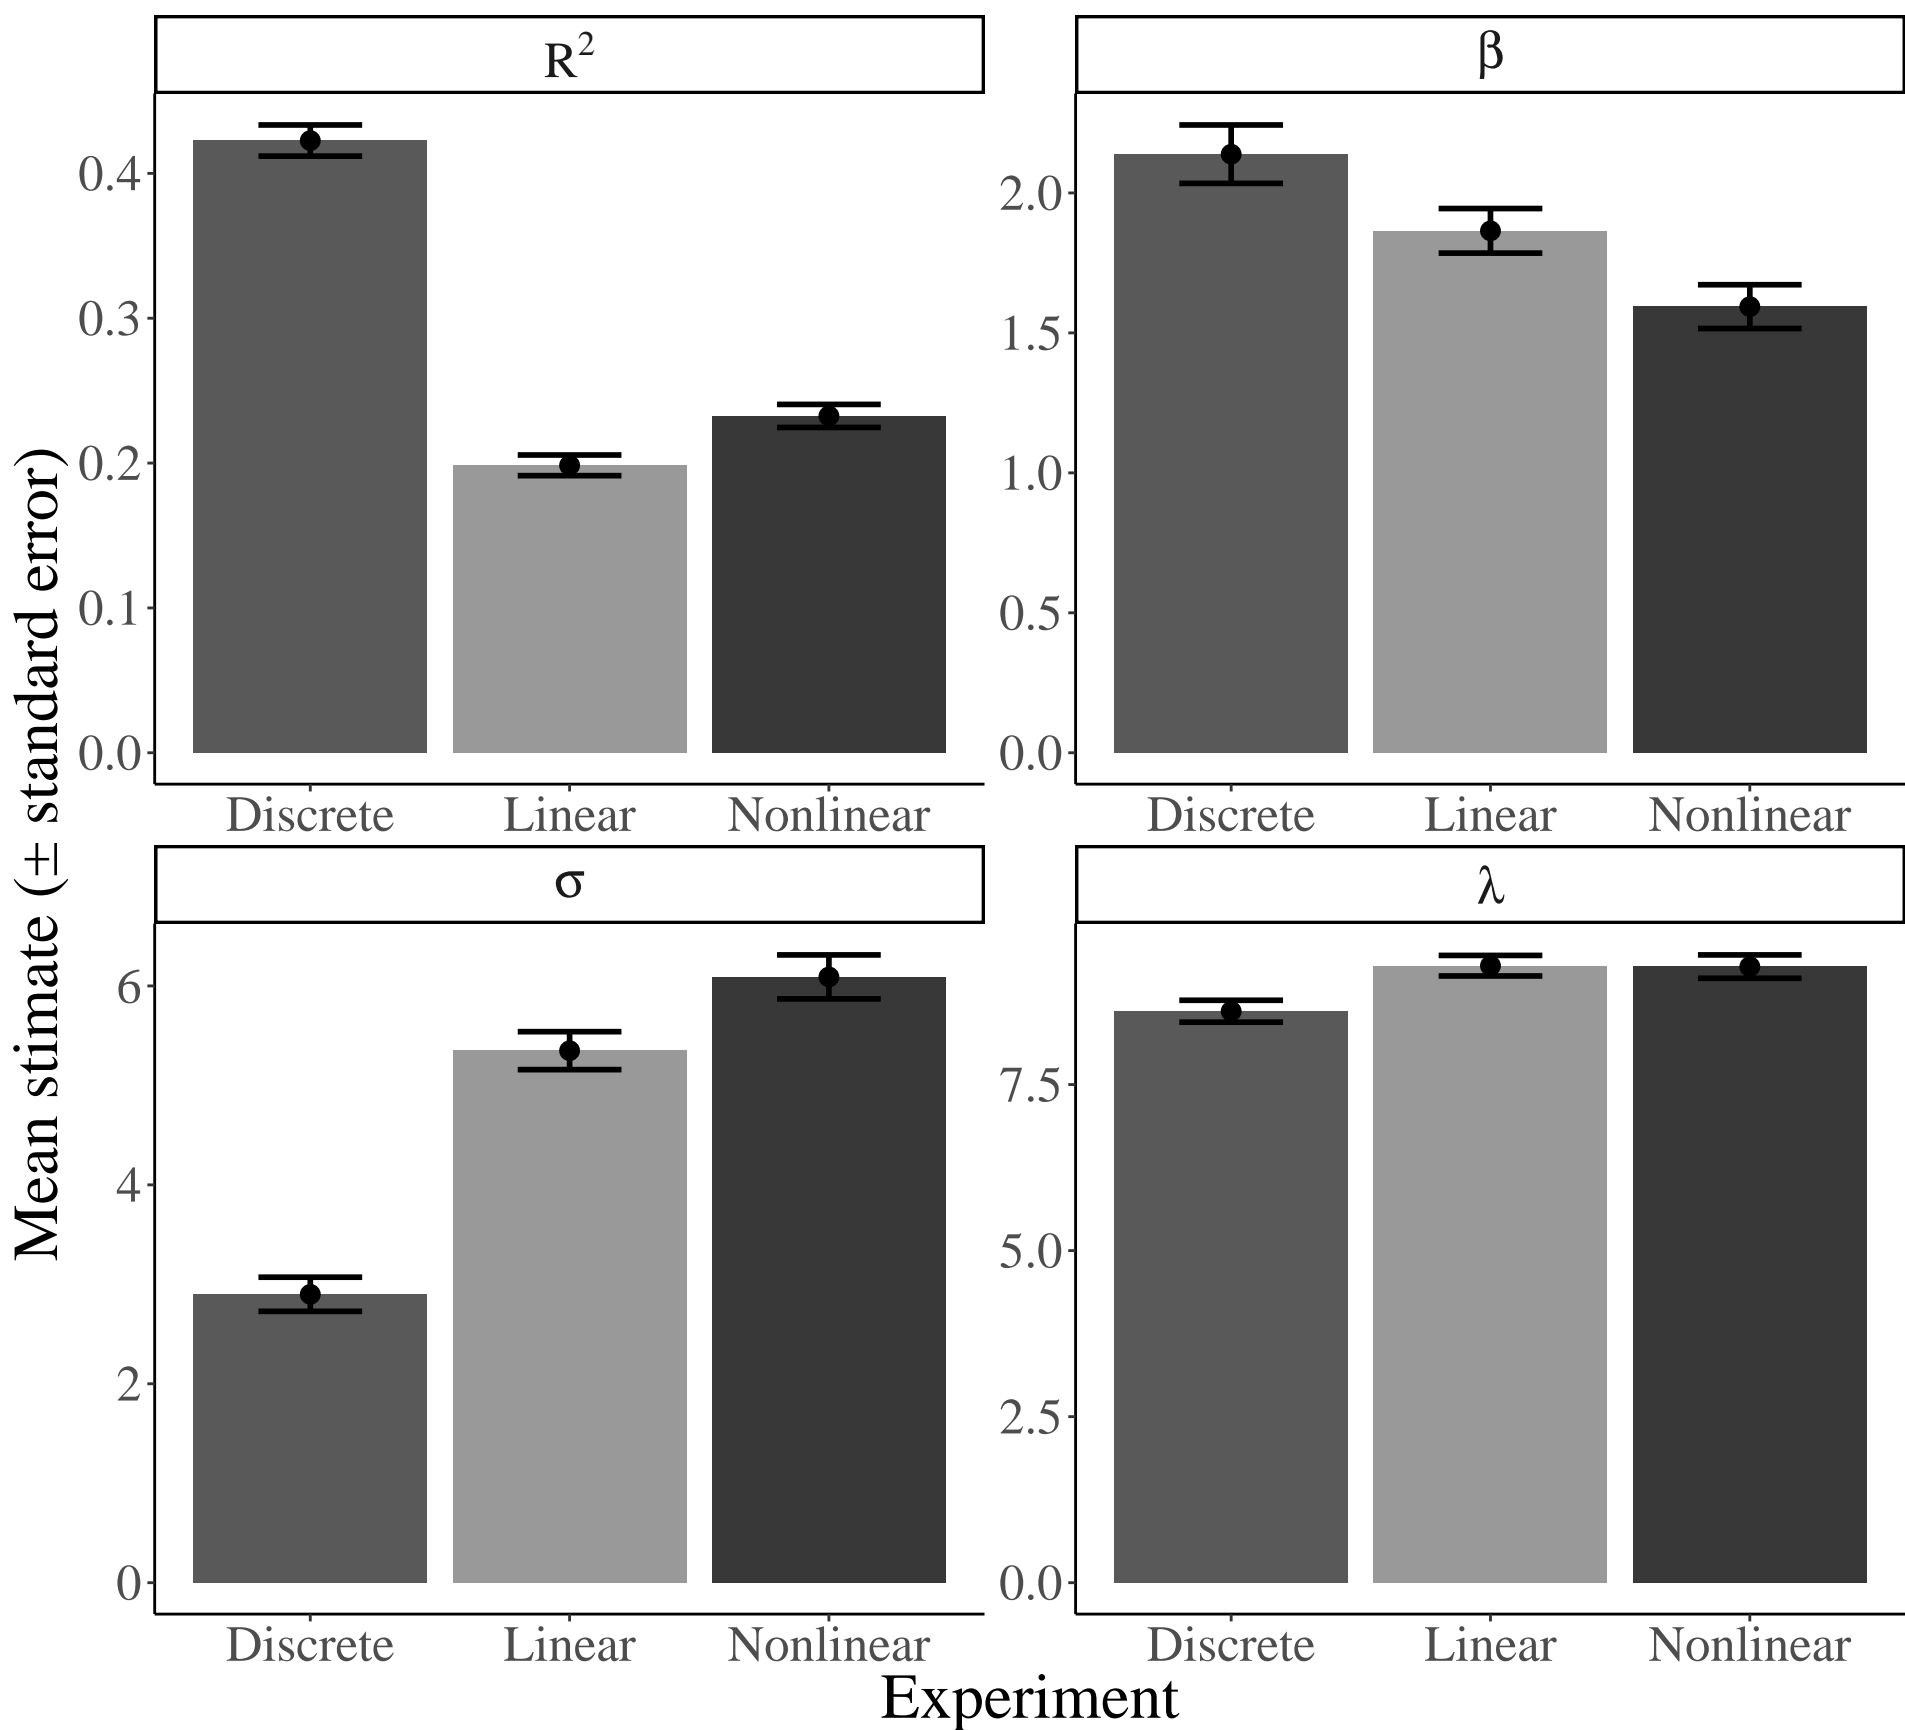 R²
β
0.4
0.3
0.2
0.1
0.0
2.0
1.5
1.0
0.5
0.0
Discrete Linear Nonlinear
Discrete Linear Nonlinear
σ
λ
6
4
2
0
7.5
5.0
2.5
0.0
Discrete Linear Nonlinear
Discrete Linear Nonlinear
Mean stimate (± standard error)
Experiment